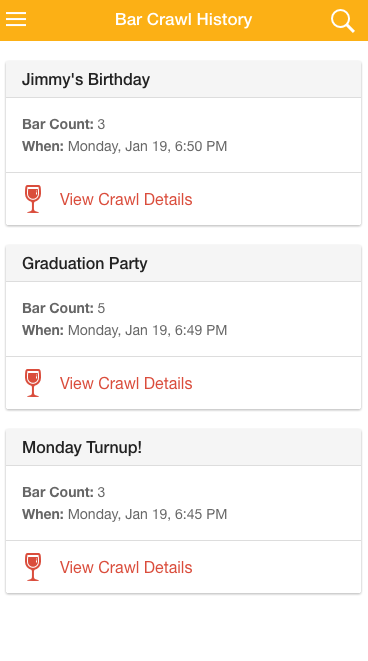 Bar Crawl History
Jimmy's Birthday
Bar Count: 3
When: Monday, Jan 19, 6:50 PM
View Crawl Details
Graduation Party
Bar Count: 5
When: Monday, Jan 19, 6:49 PM
View Crawl Details
Monday Turnup!
Bar Count: 3
When: Monday, Jan 19, 6:45 PM
View Crawl Details